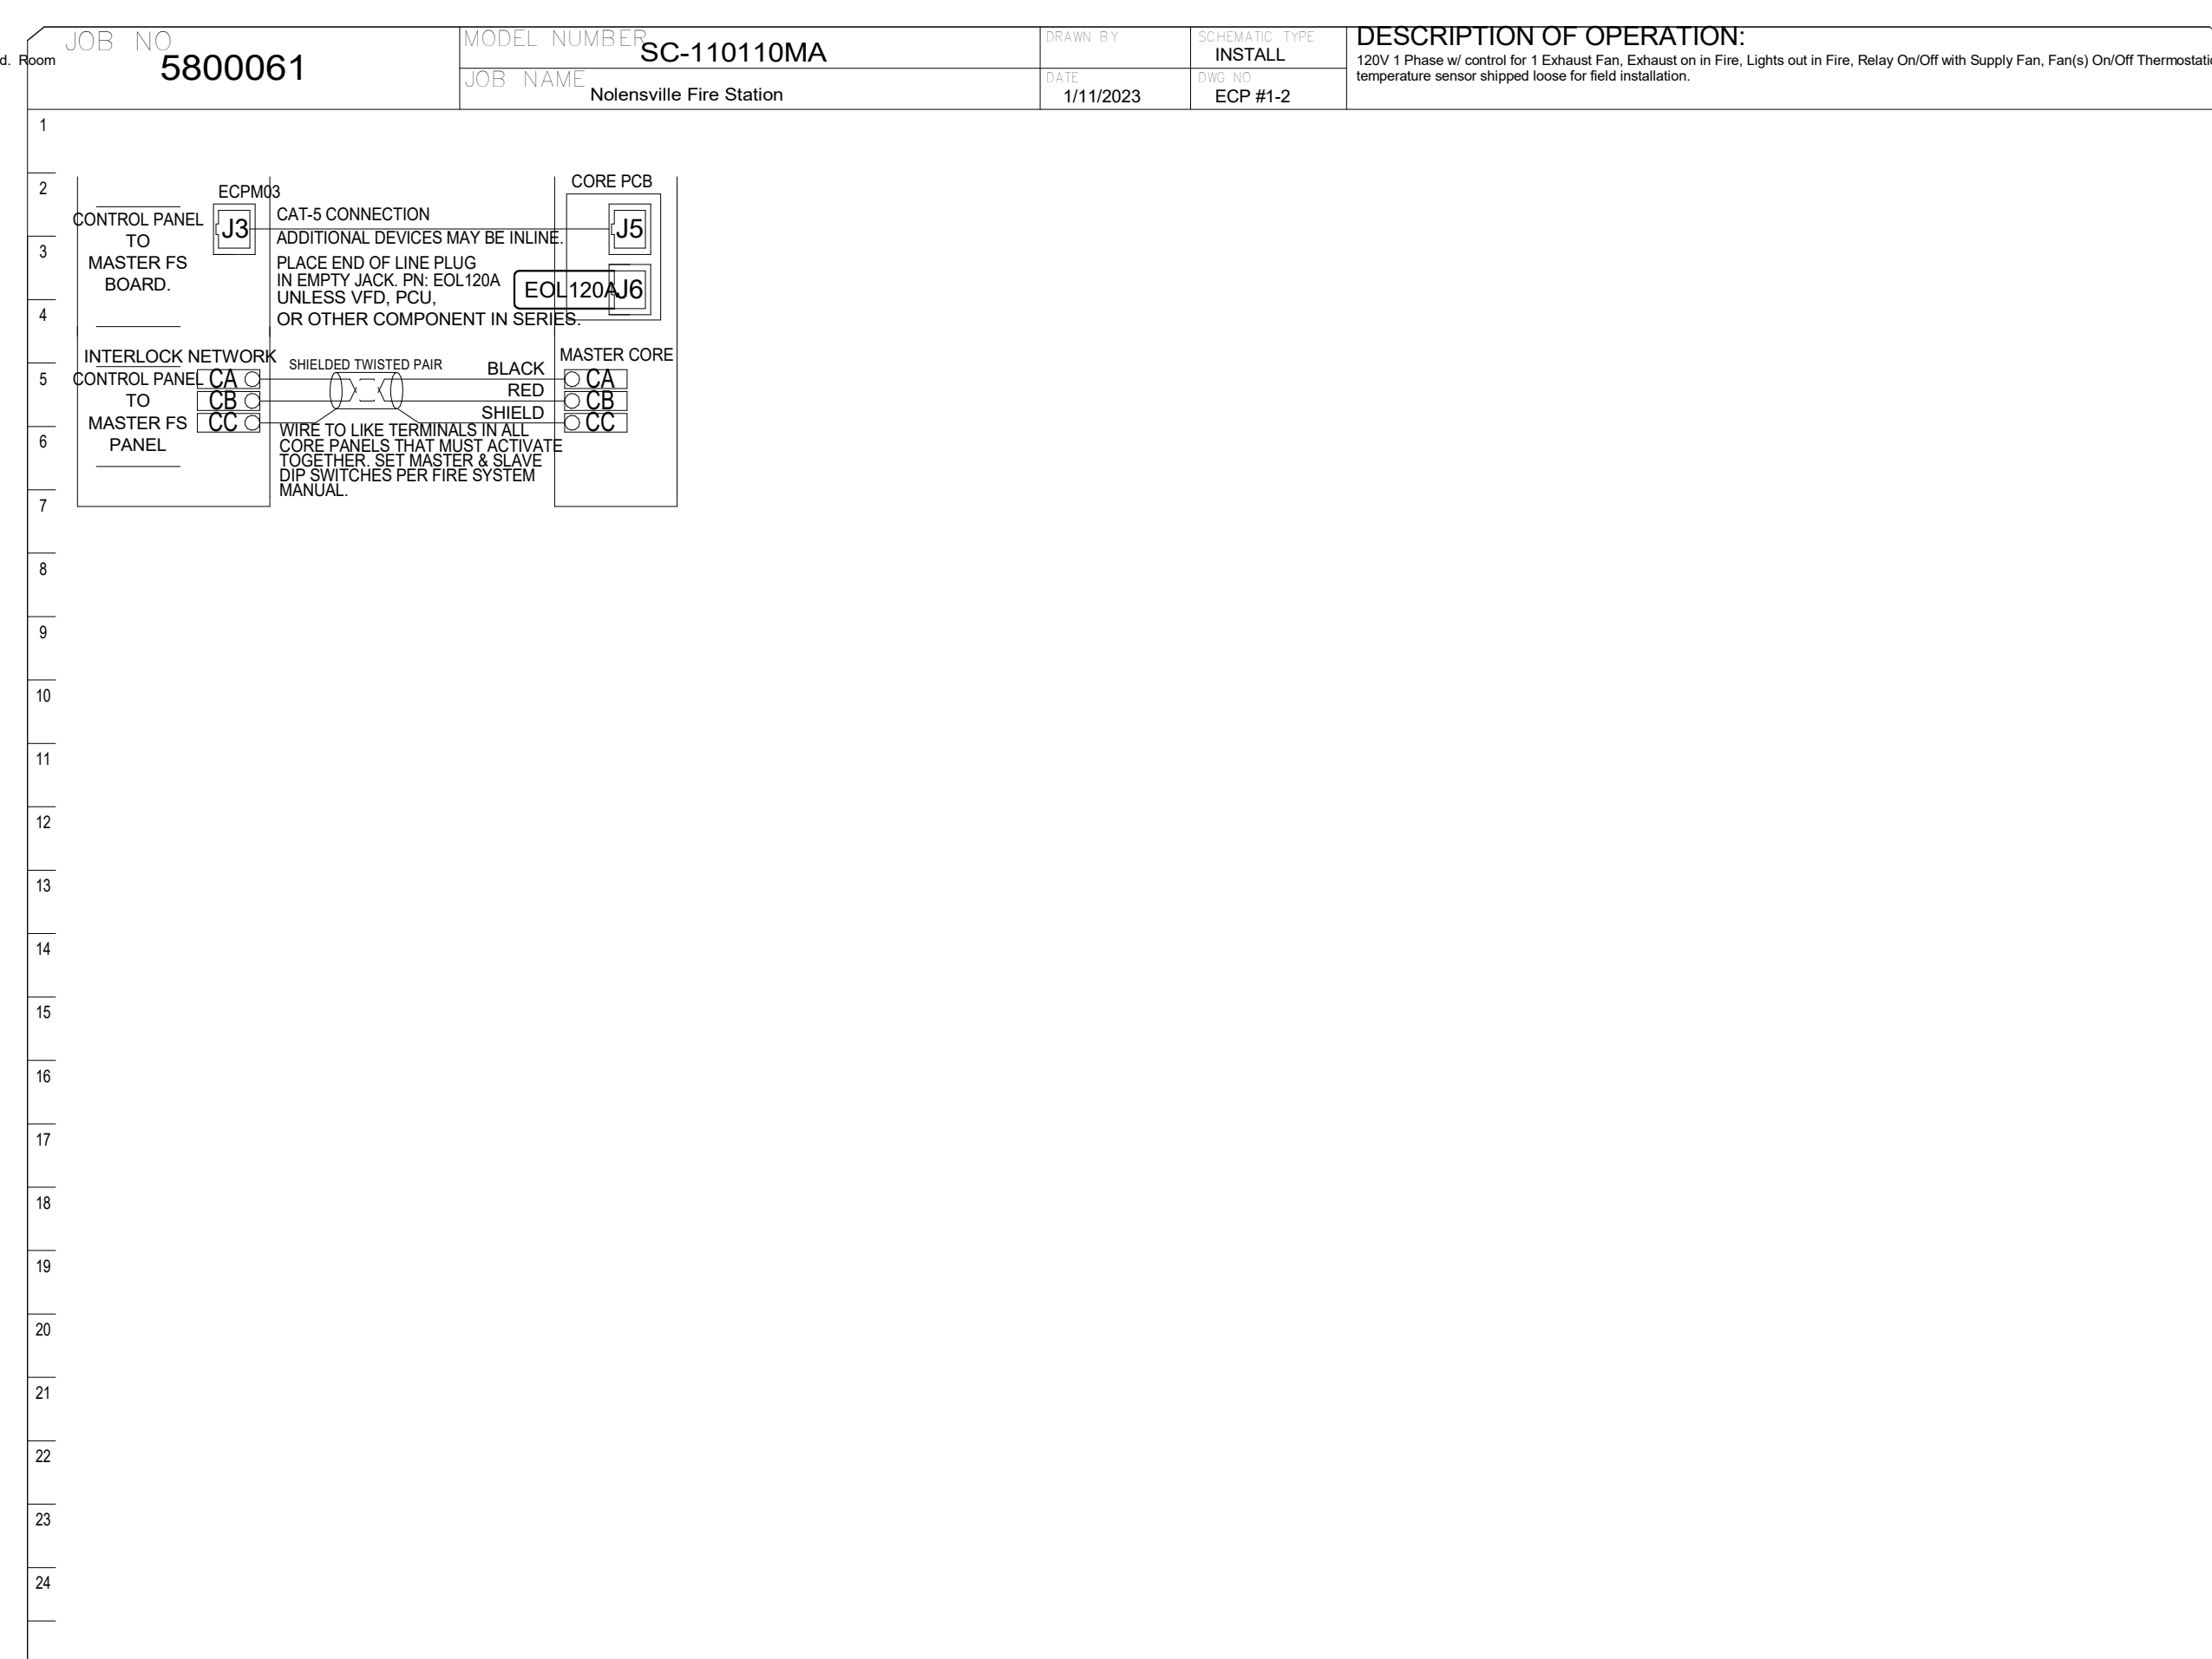 d. Room
JOB NO
5800061
MODEL NUMBER
SC-110110MA
JOB NAME
Nolensville Fire Station
DRAWN BY
DATE
1/11/2023
SCHEMATIC TYPE
INSTALL
DWG NO
ECP #1-2
DESCRIPTION OF OPERATION:
120V 1 Phase w/ control for 1 Exhaust Fan, Exhaust on in Fire, Lights out in Fire, Relay On/Off with Supply Fan, Fan(s) On/Off Thermostati
temperature sensor shipped loose for field installation.
1
2
3
4
5
6
7
8
9
10
11
12
13
14
15
16
17
18
19
20
21
22
23
24
CONTROL PANEL
TO
MASTER FS
BOARD.
ECPM03
J3
CAT-5 CONNECTION
ADDITIONAL DEVICES MAY BE INLINE.
PLACE END OF LINE PLUG
IN EMPTY JACK. PN: EOL120A
UNLESS VFD, PCU,
OR OTHER COMPONENT IN SERIES.
CORE PCB
J5
EOL120A
J6
INTERLOCK NETWORK
CONTROL PANEL
TO
MASTER FS
PANEL
CA
CB
CC
SHIELDED TWISTED PAIR
BLACK
RED
SHIELD
WIRE TO LIKE TERMINALS IN ALL
CORE PANELS THAT MUST ACTIVATE
TOGETHER. SET MASTER & SLAVE
DIP SWITCHES PER FIRE SYSTEM
MANUAL.
MASTER CORE
CA
CB
CC